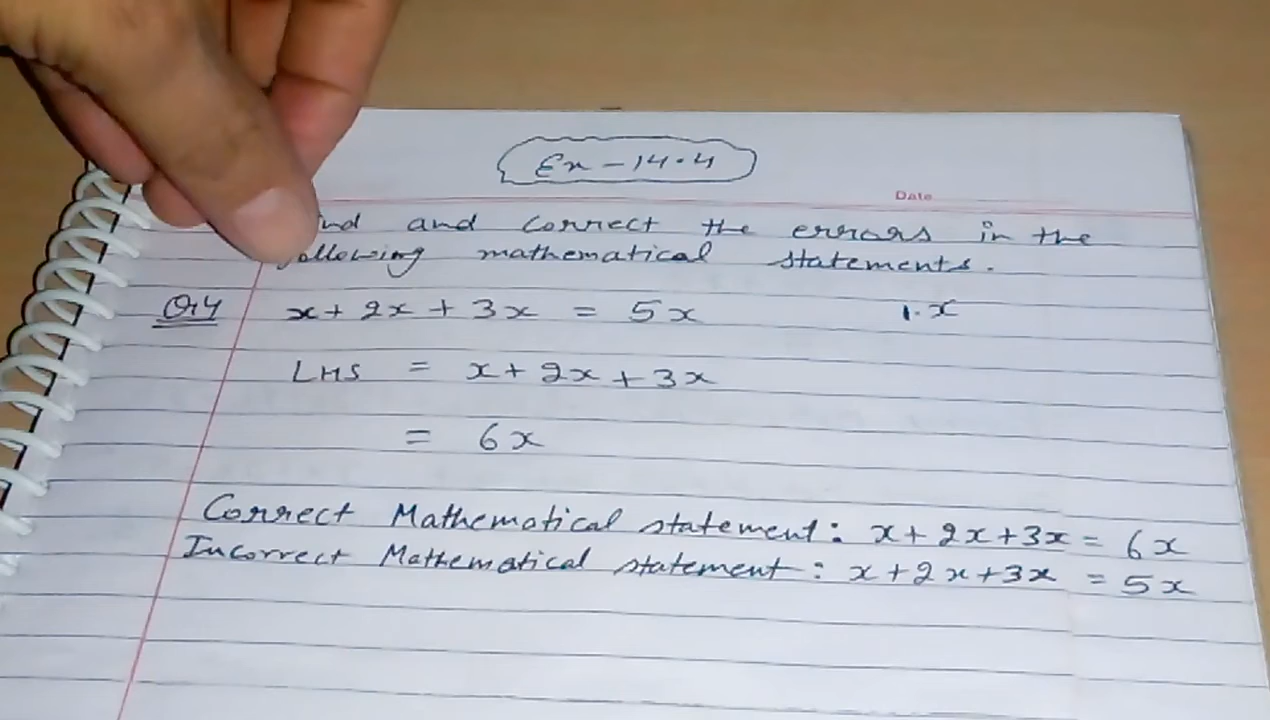 Ex - 14.4
Date
and correct the errors in the
following mathematical statements.
Q.4 x + 2x + 3x = 5x 1.x
LHS = x + 2x + 3x
= 6x
Correct Mathematical statement: x + 2x + 3x = 6x
Incorrect Mathematical statement: x + 2x + 3x = 5x